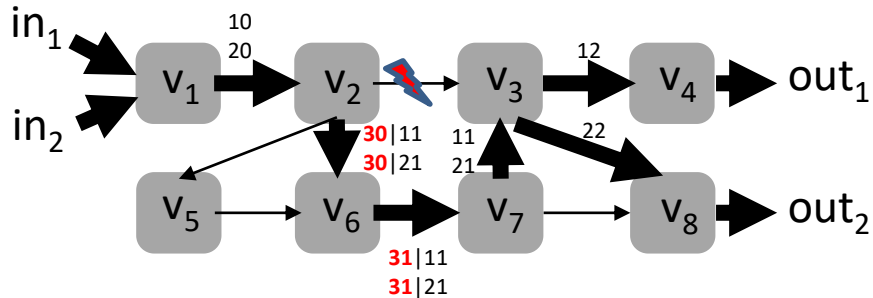 in₁
10
20
12
v₁
v₂
v₃
v₄
out₁
in₂
30|11
30|21
11
21
22
v₅
v₆
v₇
v₈
out₂
31|11
31|21